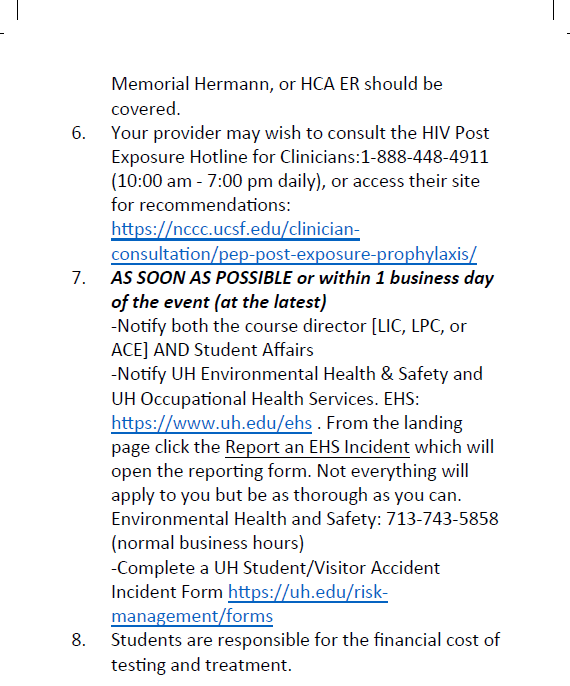 Memorial Hermann, or HCA ER should be
covered.
6. Your provider may wish to consult the HIV Post
Exposure Hotline for Clinicians:1-888-448-4911
(10:00 am - 7:00 pm daily), or access their site
for recommendations:
https://nccc.ucsf.edu/clinician-
consultation/pep-post-exposure-prophylaxis/
7. AS SOON AS POSSIBLE or within 1 business day
of the event (at the latest)
-Notify both the course director [LIC, LPC, or
ACE] AND Student Affairs
-Notify UH Environmental Health & Safety and
UH Occupational Health Services. EHS:
https://www.uh.edu/ehs . From the landing
page click the Report an EHS Incident which will
open the reporting form. Not everything will
apply to you but be as thorough as you can.
Environmental Health and Safety: 713-743-5858
(normal business hours)
-Complete a UH Student/Visitor Accident
Incident Form https://uh.edu/risk-
management/forms
8. Students are responsible for the financial cost of
testing and treatment.